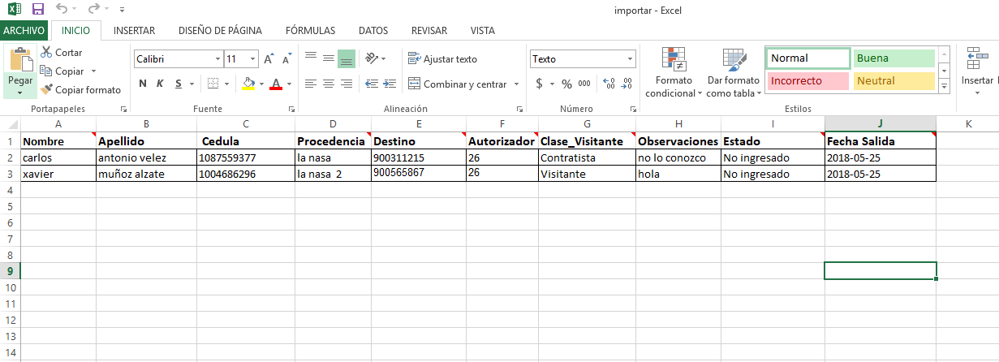 importar - Excel
ARCHIVO INICIO INSERTAR DISEÑO DE PÁGINA FÓRMULAS DATOS REVISAR VISTA
Pegar
Cortar
Copiar
Copiar formato
Portapapeles
Calibri 11 A A
N K S A
Fuente
Ajustar texto
Combinar y centrar
Alineación
Texto
$ % 000
Número
Formato condicional
Dar formato como tabla
Normal Buena
Incorrecto Neutral
Estilos
Insertar
A B C D E F G H I J K
1 Nombre Apellido Cedula Procedencia Destino Autorizador Clase_Visitante Observaciones Estado Fecha Salida
2 carlos antonio velez 1087559377 la nasa 900311215 26 Contratista no lo conozco No ingresado 2018-05-25
3 xavier muñoz alzate 1004686296 la nasa 2 900565867 26 Visitante hola No ingresado 2018-05-25
4
5
6
7
8
9
10
11
12
13
14